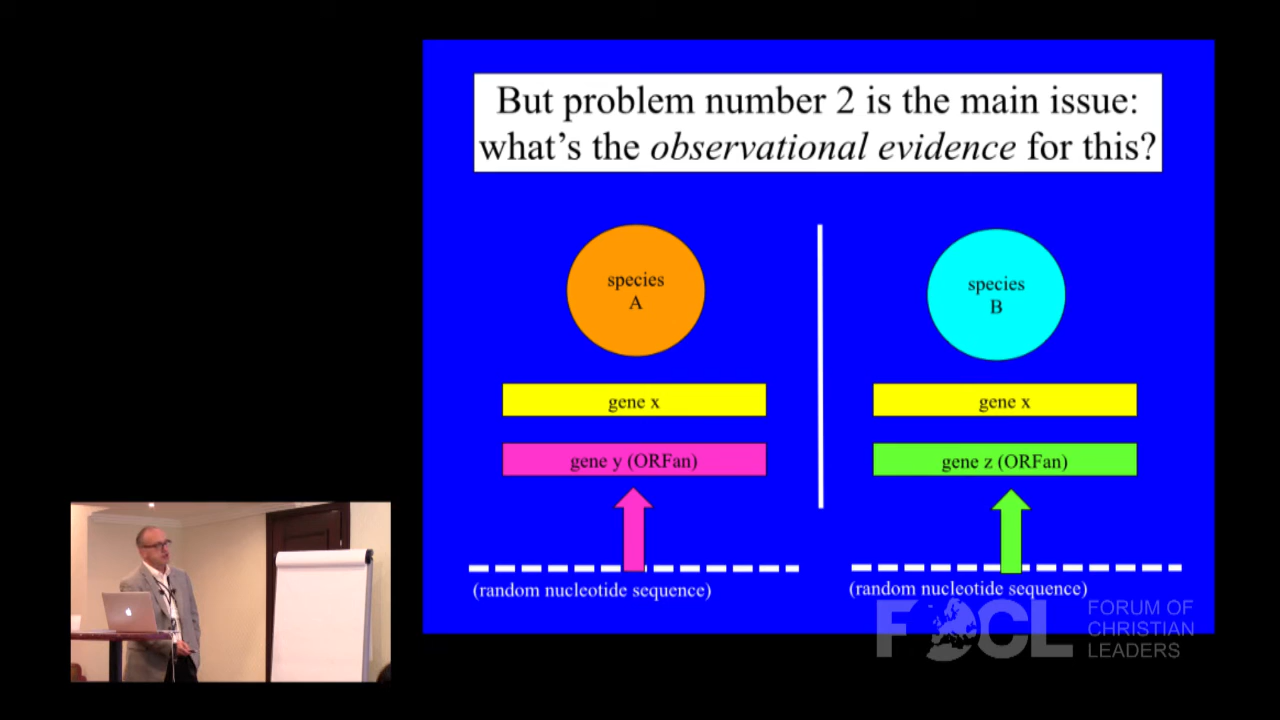 But problem number 2 is the main issue:
what's the observational evidence for this?
species
A
species
B
gene x
gene x
gene y (ORFan)
gene z (ORFan)
(random nucleotide sequence)
(random nucleotide sequence)
FOCL
FORUM OF
CHRISTIAN
LEADERS